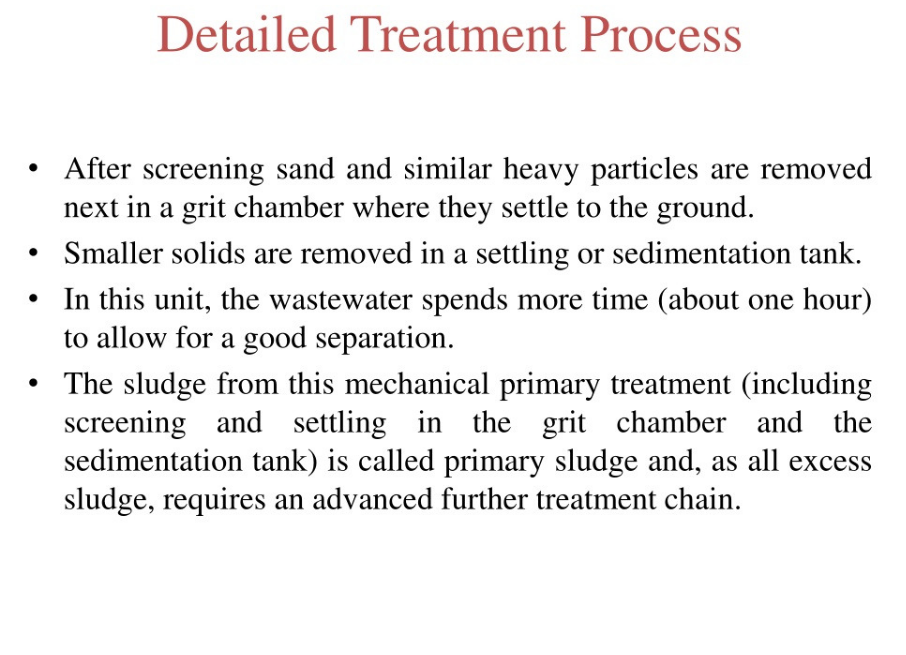 Detailed Treatment Process
• After screening sand and similar heavy particles are removed
next in a grit chamber where they settle to the ground.
• Smaller solids are removed in a settling or sedimentation tank.
• In this unit, the wastewater spends more time (about one hour)
to allow for a good separation.
• The sludge from this mechanical primary treatment (including
screening and settling in the grit chamber and the
sedimentation tank) is called primary sludge and, as all excess
sludge, requires an advanced further treatment chain.